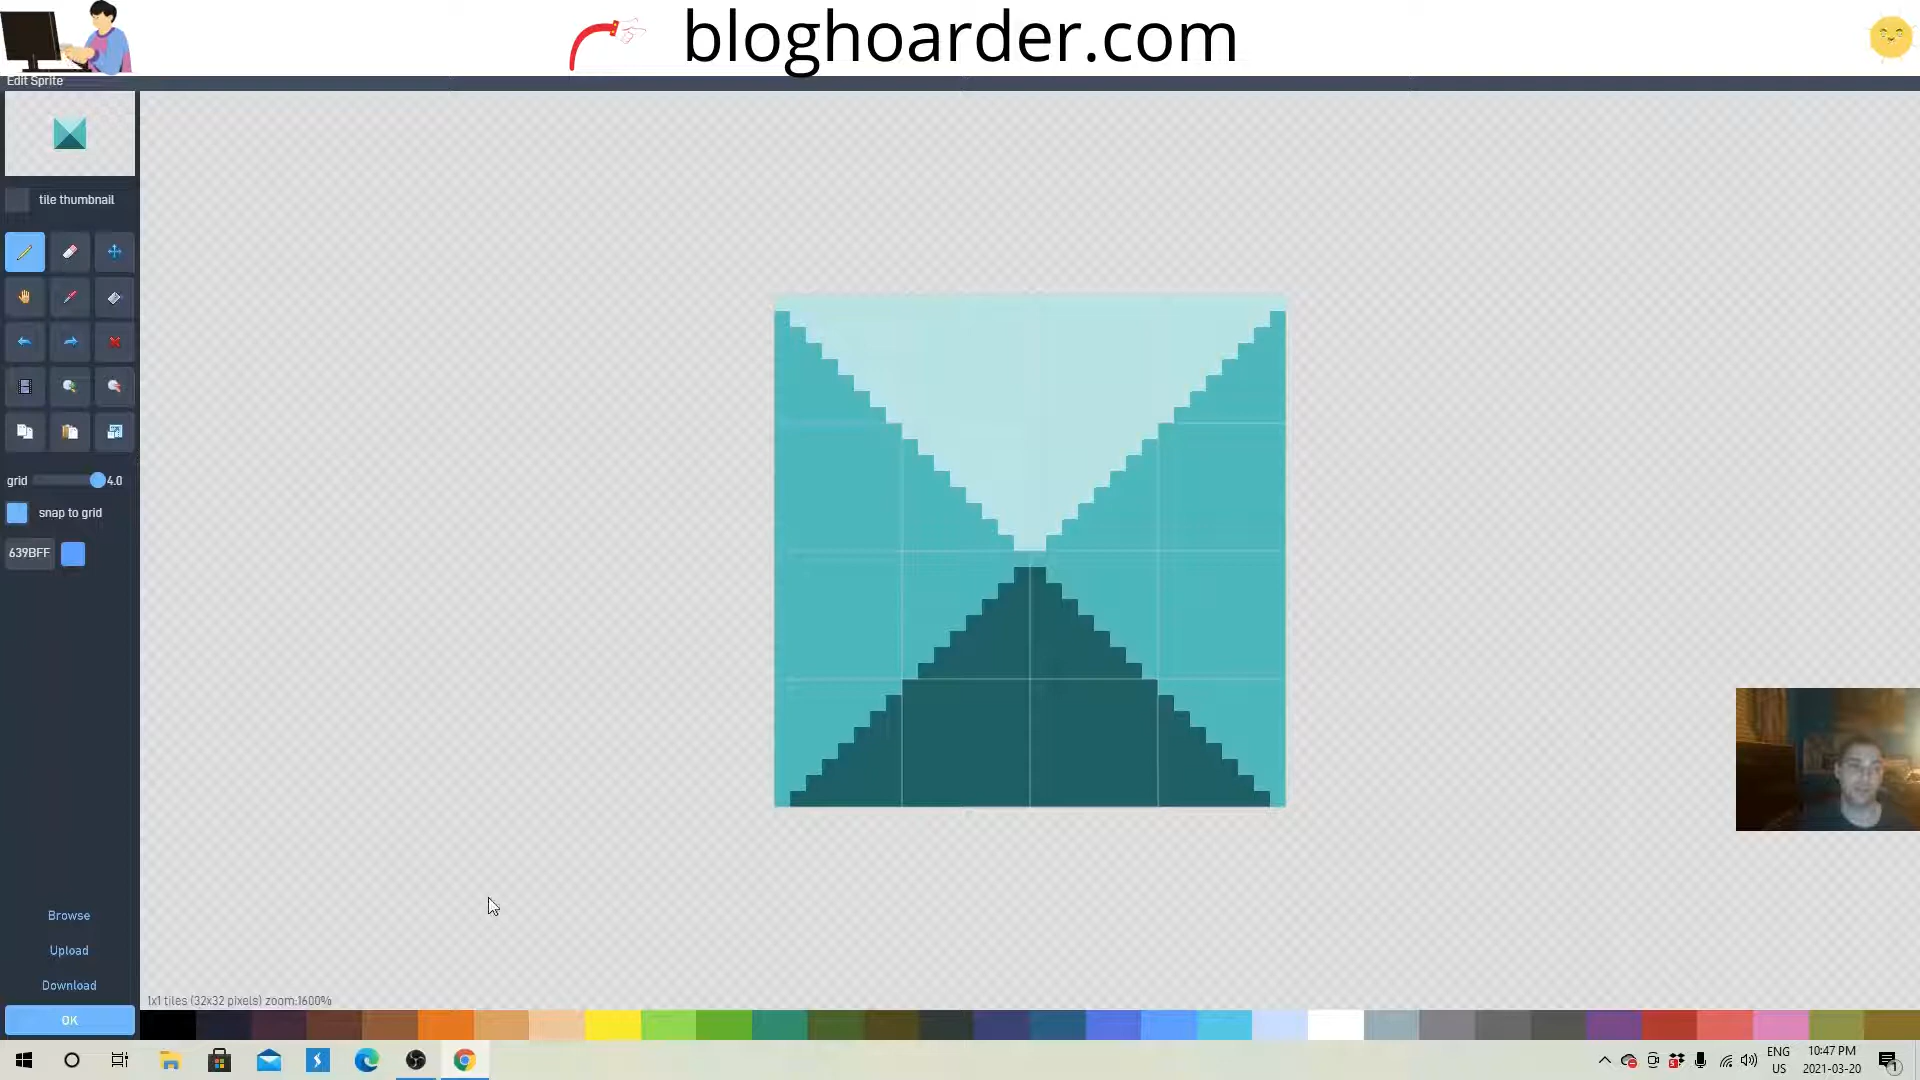 bloghoarder.com
Edit Sprite
tile thumbnail
grid 4.0
snap to grid
639BFF
Browse
Upload
Download
OK
1x1 tiles (32x32 pixels) zoom:1600%
ENG
US
10:47 PM
2021-03-20
1